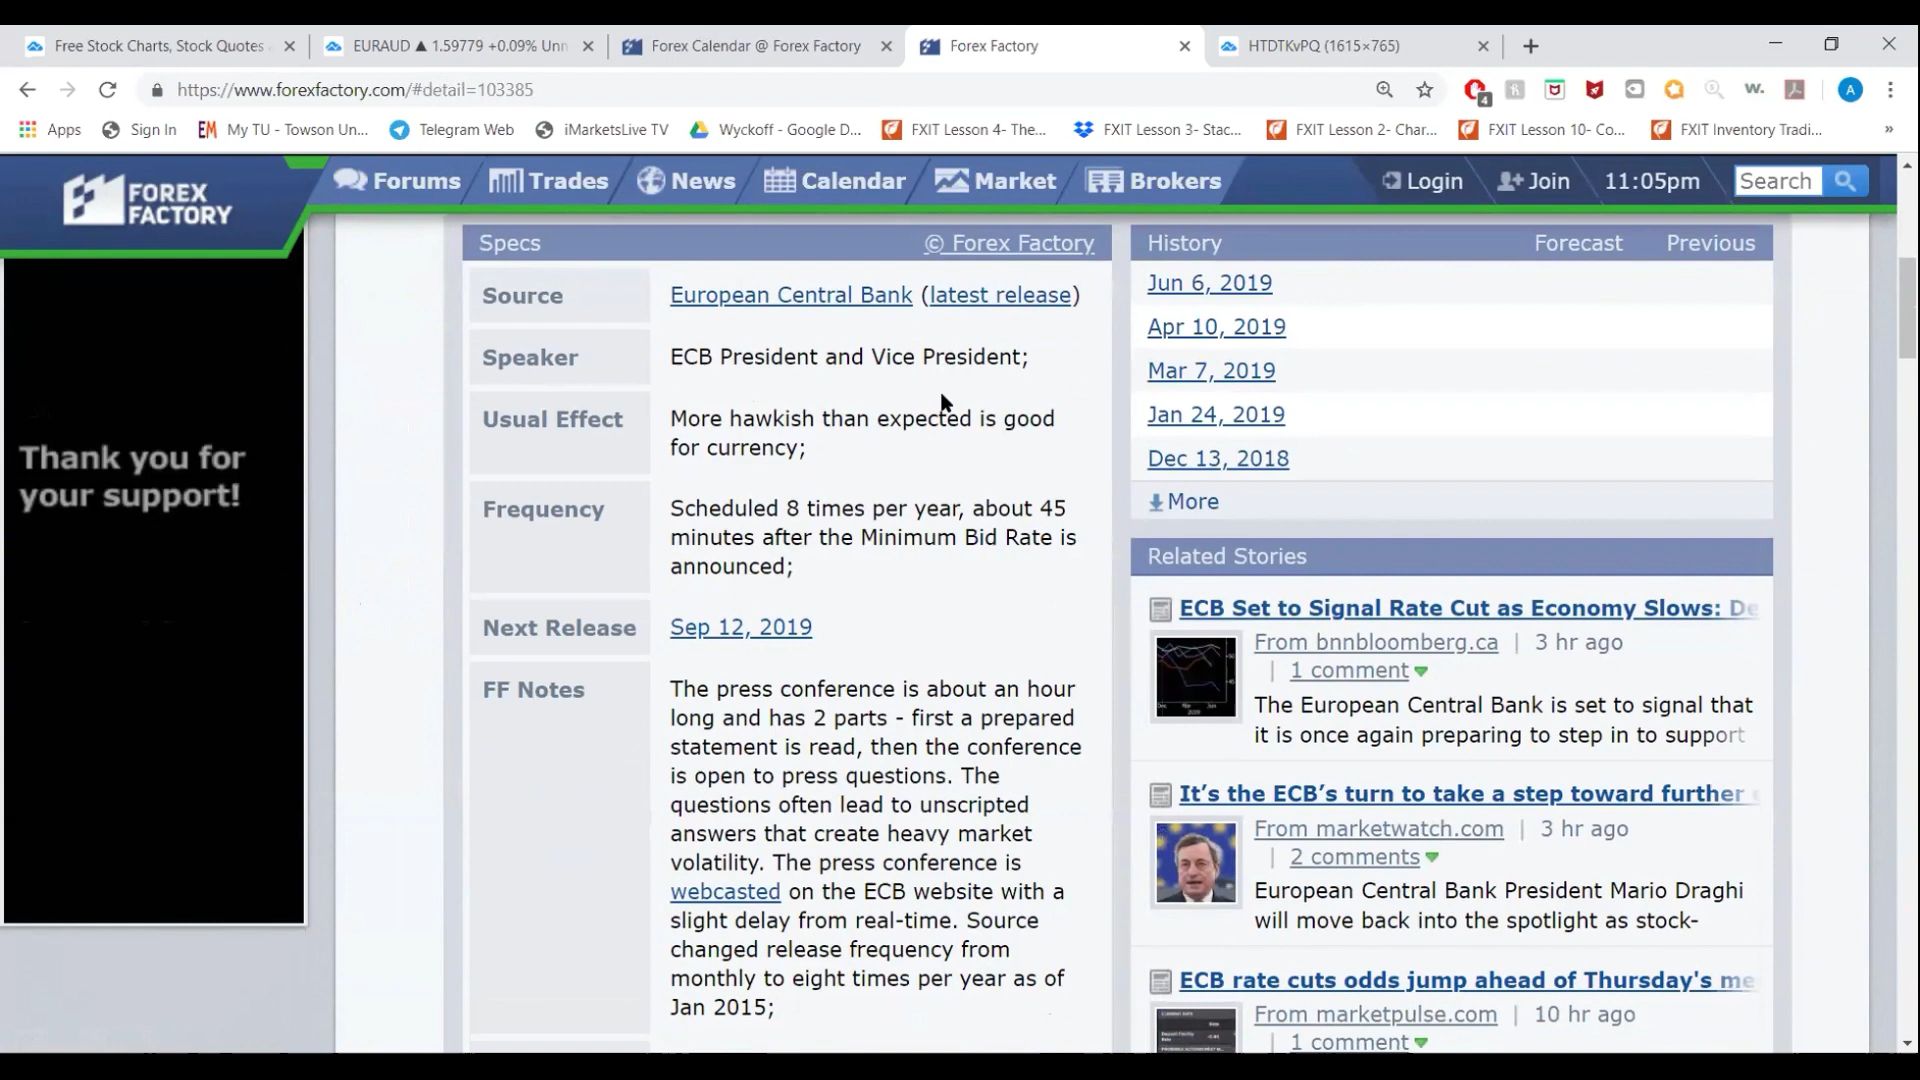 Free Stock Charts, Stock Quotes
EURAUD ▲ 1.59779 +0.09% Unn
Forex Calendar @ Forex Factory
Forex Factory
HTDTKvPQ (1615×765)
https://www.forexfactory.com/#detail=103385
4
W.
A
Apps
Sign In
My TU - Towson Un...
Telegram Web
iMarketsLive TV
Wyckoff - Google D...
FXIT Lesson 4- The...
FXIT Lesson 3- Stac...
FXIT Lesson 2- Char...
FXIT Lesson 10- Co...
FXIT Inventory Tradi...
»
FOREX
FACTORY
Forums
Trades
News
Calendar
Market
Brokers
Login
Join
11:05pm
Search
Thank you for
your support!
Specs
© Forex Factory
Source
European Central Bank (latest release)
Speaker
ECB President and Vice President;
Usual Effect
More hawkish than expected is good
for currency;
Frequency
Scheduled 8 times per year, about 45
minutes after the Minimum Bid Rate is
announced;
Next Release
Sep 12, 2019
FF Notes
The press conference is about an hour
long and has 2 parts - first a prepared
statement is read, then the conference
is open to press questions. The
questions often lead to unscripted
answers that create heavy market
volatility. The press conference is
webcasted on the ECB website with a
slight delay from real-time. Source
changed release frequency from
monthly to eight times per year as of
Jan 2015;
History
Forecast
Previous
Jun 6, 2019
Apr 10, 2019
Mar 7, 2019
Jan 24, 2019
Dec 13, 2018
More
Related Stories
ECB Set to Signal Rate Cut as Economy Slows: De
From bnnbloomberg.ca | 3 hr ago
| 1 comment
The European Central Bank is set to signal that
it is once again preparing to step in to support
It's the ECB's turn to take a step toward further
From marketwatch.com | 3 hr ago
| 2 comments
European Central Bank President Mario Draghi
will move back into the spotlight as stock-
ECB rate cuts odds jump ahead of Thursday's me
From marketpulse.com | 10 hr ago
| 1 comment